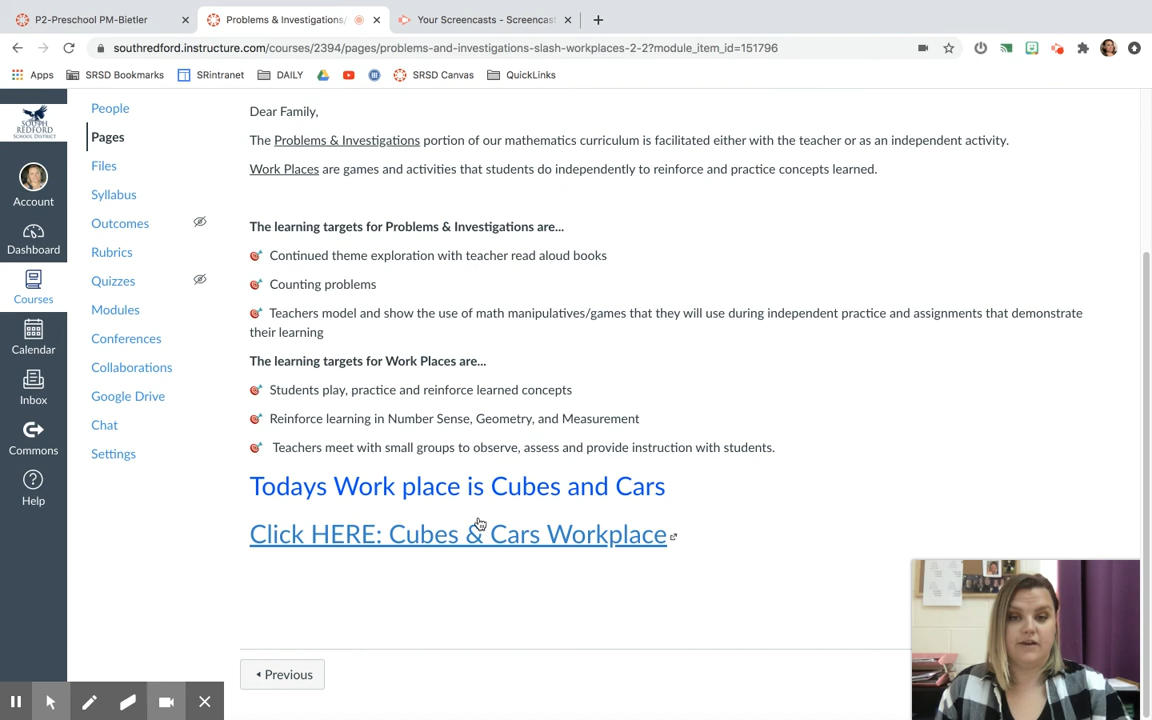 P2-Preschool PM-Bietler
Problems & Investigations/
Your Screencasts - Screencast
southredford.instructure.com/courses/2394/pages/problems-and-investigations-slash-workplaces-2-2?module_item_id=151796
Apps SRSD Bookmarks SRintranet DAILY SRSD Canvas QuickLinks
SOUTH REDFORD
SCHOOL DISTRICT
Account
Dashboard
Courses
Calendar
Inbox
Commons
Help
People
Pages
Files
Syllabus
Outcomes
Rubrics
Quizzes
Modules
Conferences
Collaborations
Google Drive
Chat
Settings
Dear Family,
The Problems & Investigations portion of our mathematics curriculum is facilitated either with the teacher or as an independent activity.
Work Places are games and activities that students do independently to reinforce and practice concepts learned.
The learning targets for Problems & Investigations are...
Continued theme exploration with teacher read aloud books
Counting problems
Teachers model and show the use of math manipulatives/games that they will use during independent practice and assignments that demonstrate
their learning
The learning targets for Work Places are...
Students play, practice and reinforce learned concepts
Reinforce learning in Number Sense, Geometry, and Measurement
Teachers meet with small groups to observe, assess and provide instruction with students.
Todays Work place is Cubes and Cars
Click HERE: Cubes & Cars Workplace
Previous